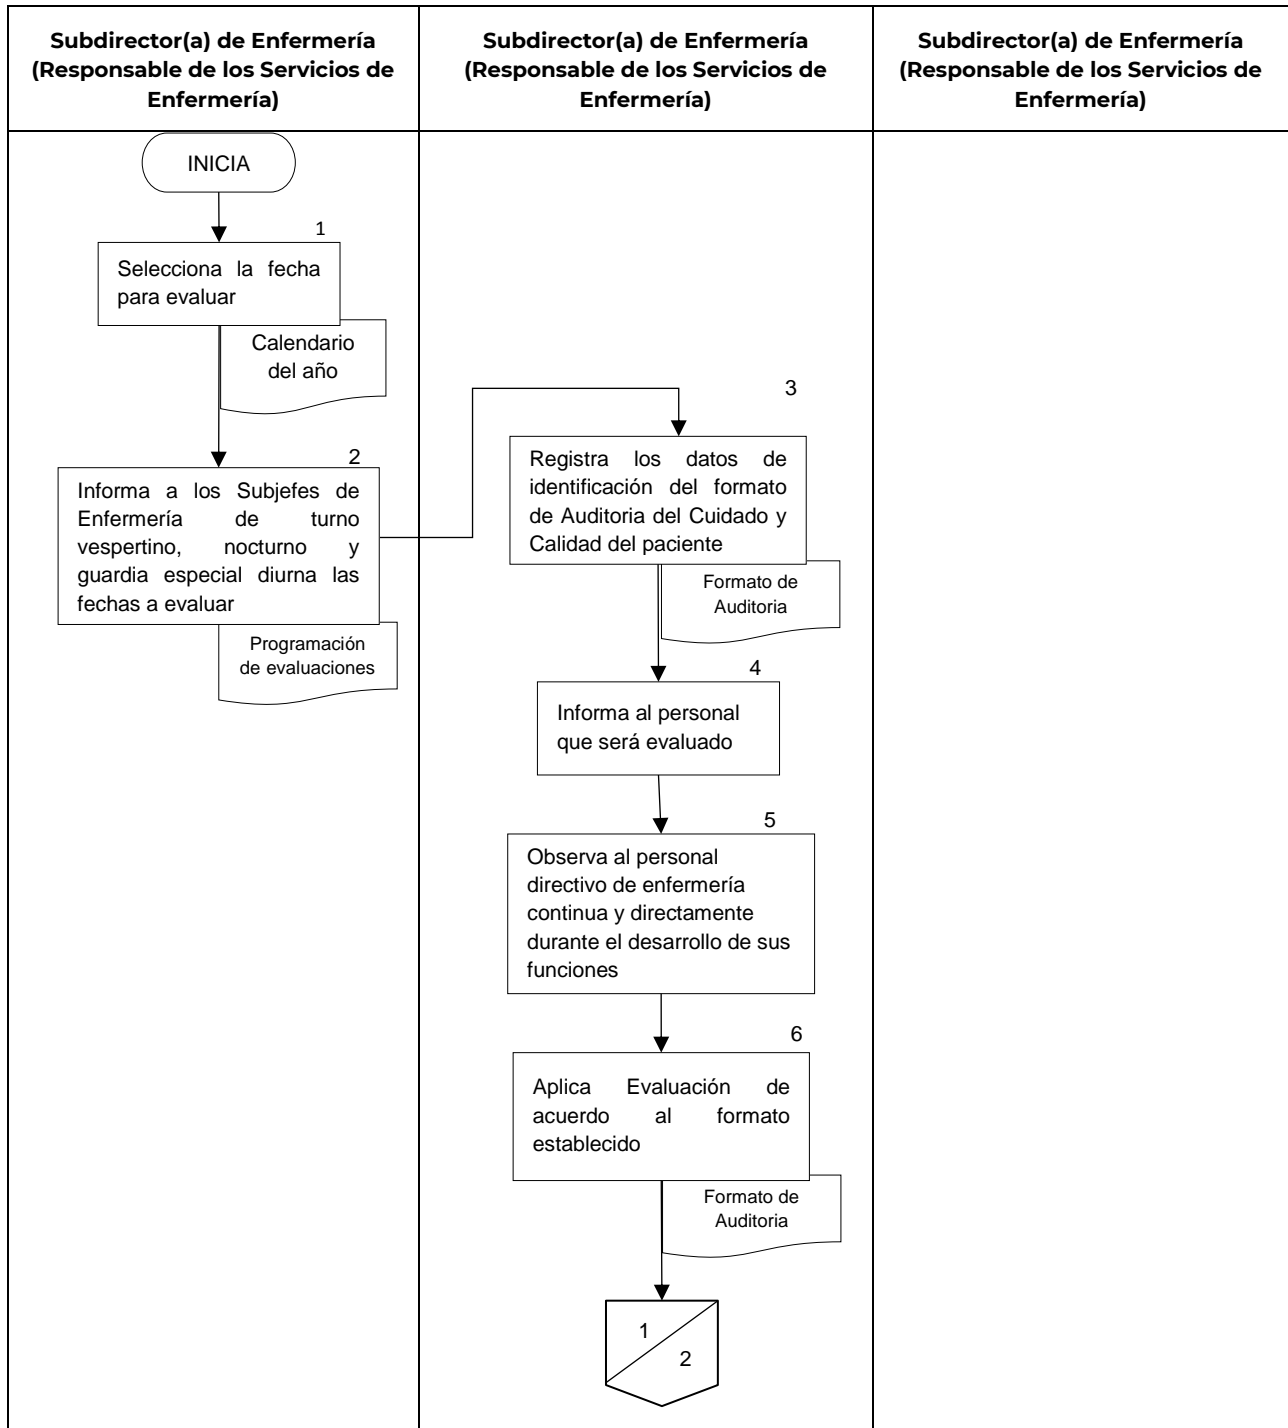 Subdirector(a) de Enfermería
(Responsable de los Servicios de
Enfermería)
Subdirector(a) de Enfermería
(Responsable de los Servicios de
Enfermería)
Subdirector(a) de Enfermería
(Responsable de los Servicios de
Enfermería)
INICIA
1
Selecciona la fecha
para evaluar
Calendario
del año
2
Informa a los Subjefes de
Enfermería de turno
vespertino, nocturno y
guardia especial diurna las
fechas a evaluar
Programación
de evaluaciones
3
Registra los datos de
identificación del formato
de Auditoria del Cuidado y
Calidad del paciente
Formato de
Auditoria
4
Informa al personal
que será evaluado
5
Observa al personal
directivo de enfermería
continua y directamente
durante el desarrollo de sus
funciones
6
Aplica Evaluación de
acuerdo al formato
establecido
Formato de
Auditoria
1
2